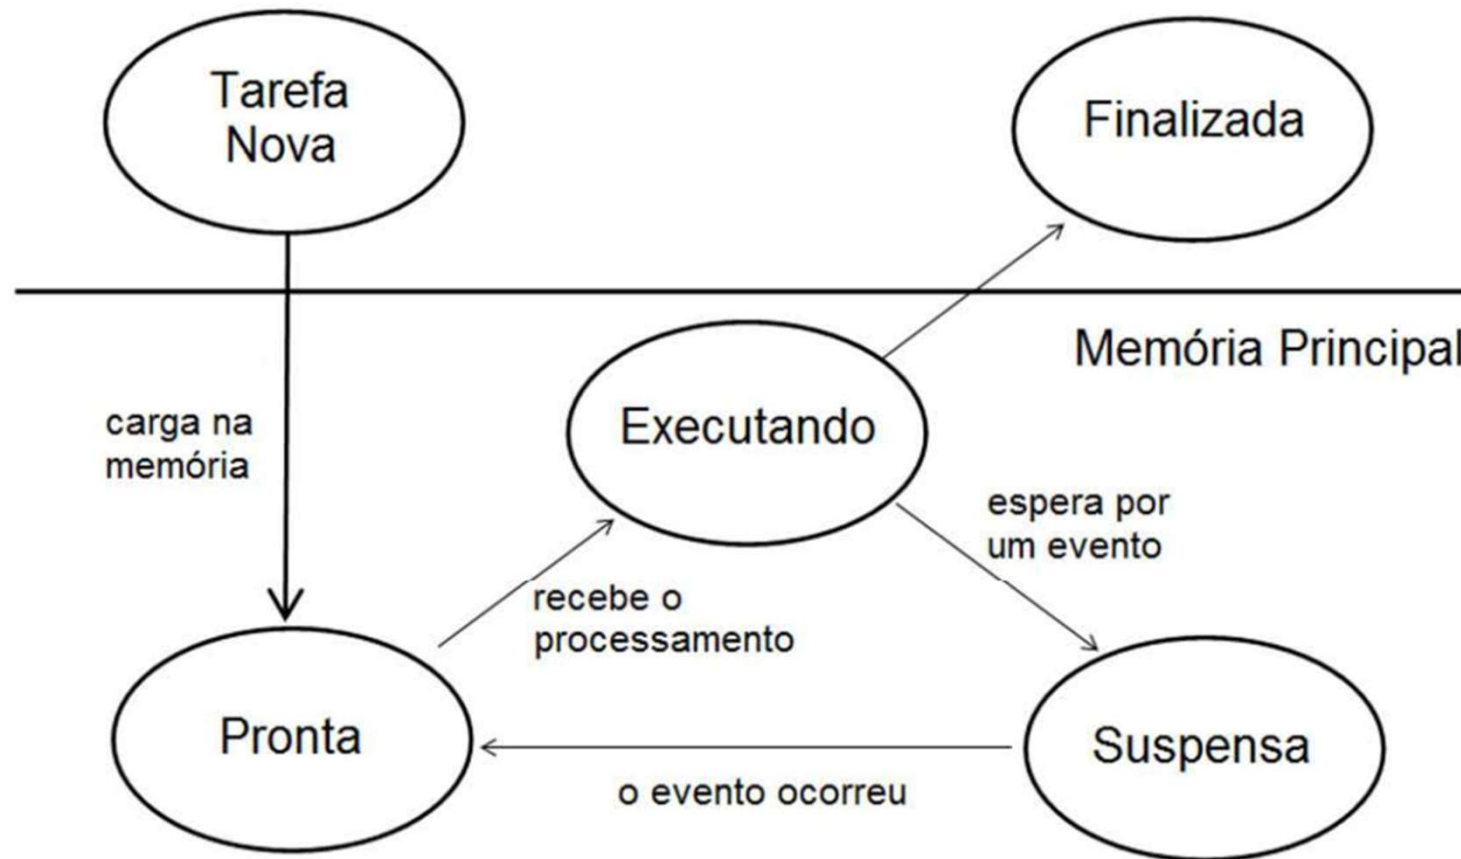 Tarefa
Nova
Finalizada
Memória Principal
Executando
carga na
memória
espera por
um evento
recebe o
processamento
Pronta
Suspensa
o evento ocorreu